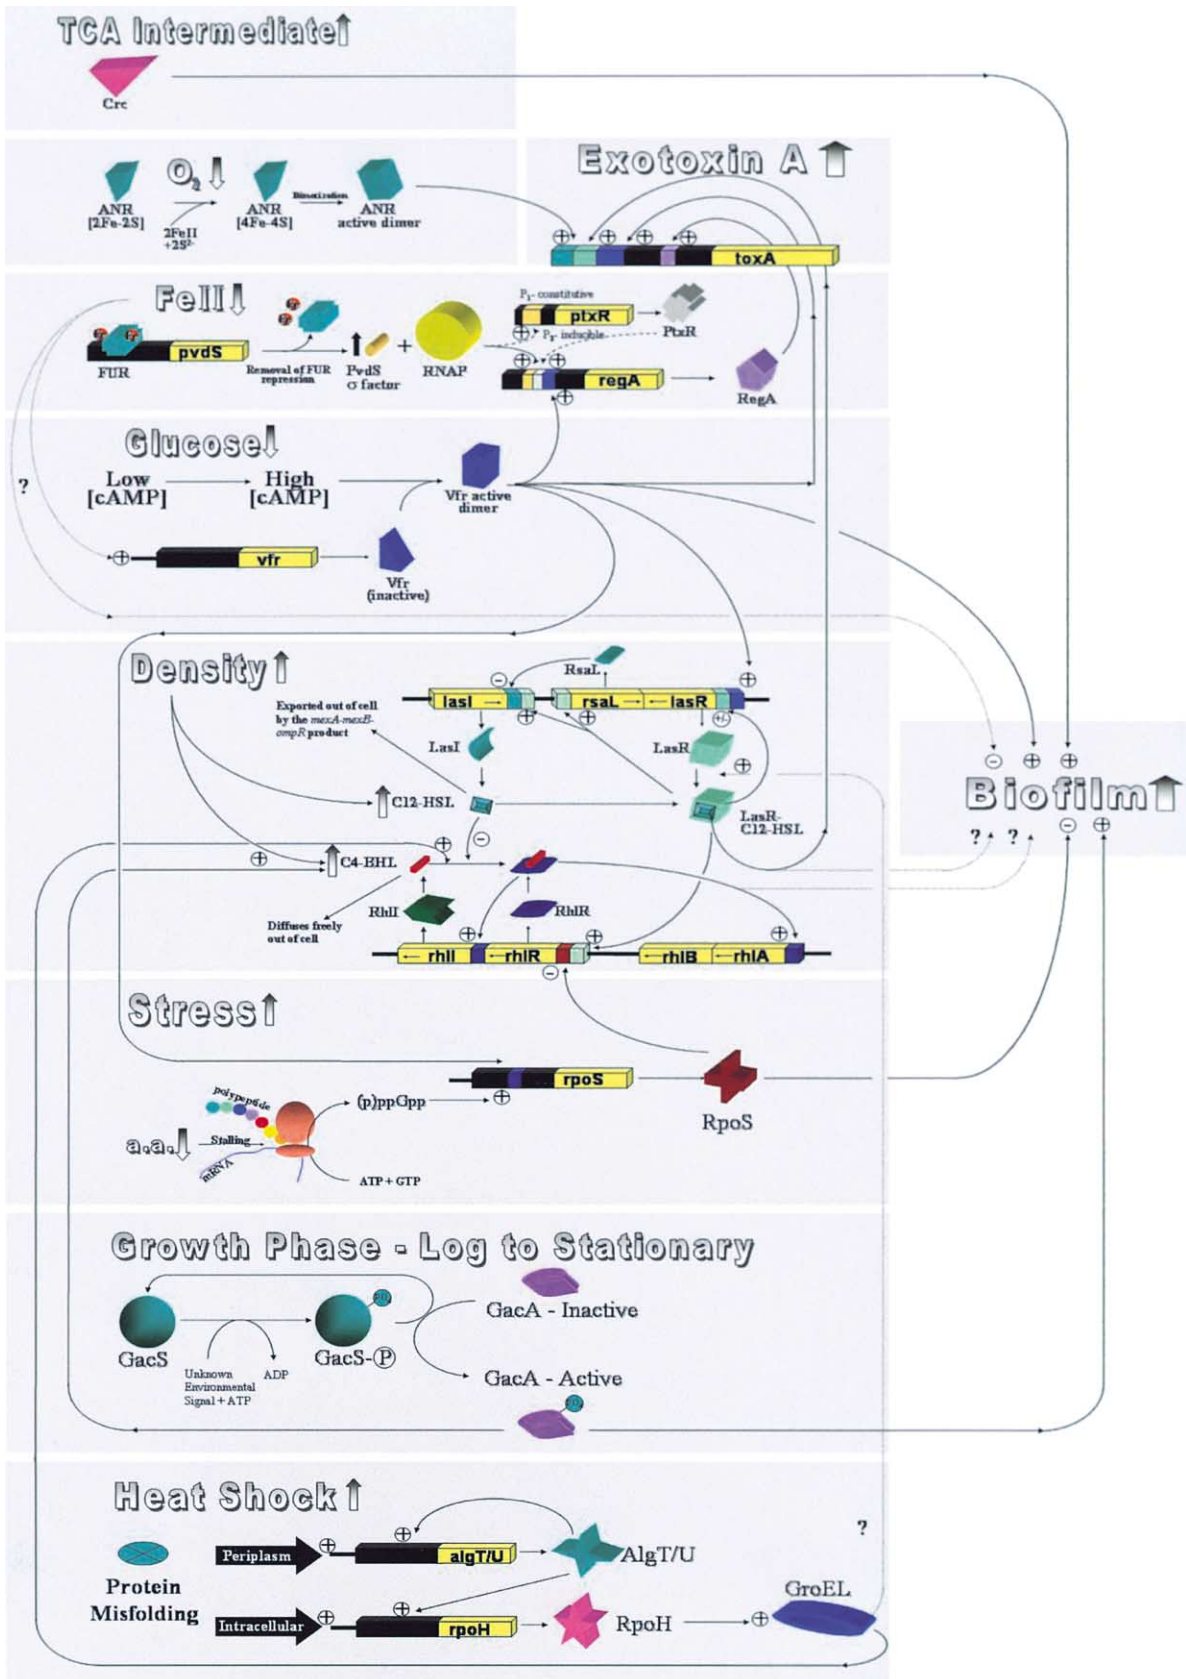 TCA Intermediate
Crc
O2
ANR
[2Fe-2S]
2FeII
+2S2-
ANR
[4Fe-4S]
Dimerization
ANR
active dimer
Exotoxin A
toxA
FeII
pvdS
FUR
Removal of FUR
repression
PvdS
σ factor
+
RNAP
P1- constitutive
ptxR
P2- inducible
PtxR
regA
RegA
Glucose
Low
[cAMP]
High
[cAMP]
Vfr active
dimer
?
vfr
Vfr
(inactive)
Density
RsaL
lasI
rsaL
lasR
+/-
Exported out of cell
by the mexA-mexB-
ompR product
LasI
LasR
C12-HSL
LasR-
C12-HSL
C4-BHL
RhlI
RhlR
Diffuses freely
out of cell
rhlI
rhlR
rhlB
rhlA
- + +
Biofilm
? ? - +
Stress
rpoS
RpoS
polypeptide
(p)ppGpp
a.a.
Stalling
mRNA
ATP + GTP
Growth Phase - Log to Stationary
PO4
GacA - Inactive
GacS
GacS-P
Unknown
Environmental
Signal + ATP
ADP
GacA - Active
PO4
Heat Shock
?
Periplasm
algT/U
AlgT/U
Protein
Misfolding
Intracellular
rpoH
RpoH
GroEL